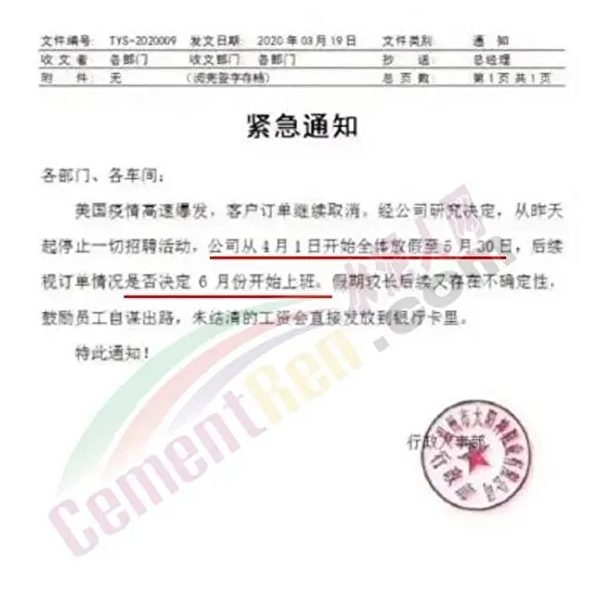 文件编号: TYS-2020009 发文日期: 2020 年 03 月 19 日 文件类别: 通 知
收 文 者 各部门 收文部门: 各部门 抄 送: 总经理
附 件: 无 (阅完签字存档) 总 页 数: 第 1 页 共 1 页
紧急通知
各部门、各车间:
美国疫情高速爆发，客户订单继续取消。经公司研究决定，从昨天
起停止一切招聘活动，公司从 4 月 1 日开始全体放假至 5 月 30 日，后续
视订单情况是否决定 6 月份开始上班。假期较长后续又存在不确定性，
鼓励员工自谋出路，未结清的工资会直接发放到银行卡里。
特此通知！
行政人事部
行政部
水泥人网
CementRen.com